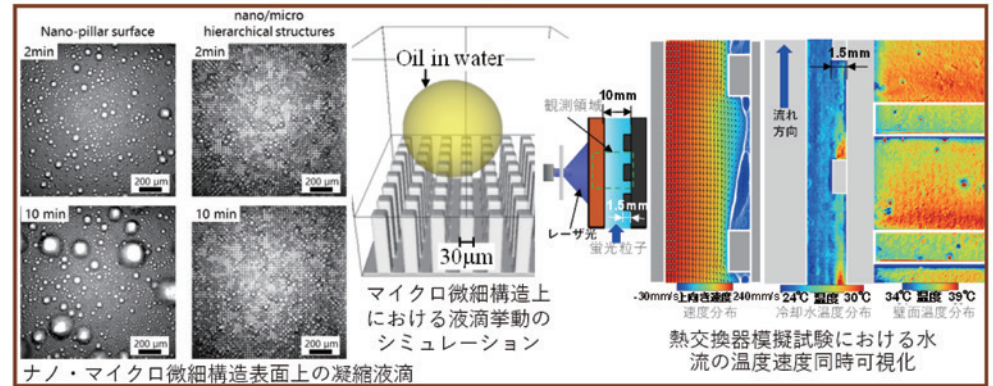 Nano-pillar surface
nano/micro
hierarchical structures
2min
200 µm
2min
200 µm
10 min
200 µm
10 min
200 µm
ナノ・マイクロ微細構造表面上の凝縮液滴
Oil in water
30µm
マイクロ微細構造上
における液滴挙動の
シミュレーション
10mm
観測領域
1.5mm
レーザ光
蛍光粒子
-30mm/s上向き速度240mm/s
速度分布
流れ
方向
1.5mm
24℃ 温度 30℃
冷却水温度分布
34℃ 温度 39℃
壁面温度分布
熱交換器模擬試験における水
流の温度速度同時可視化